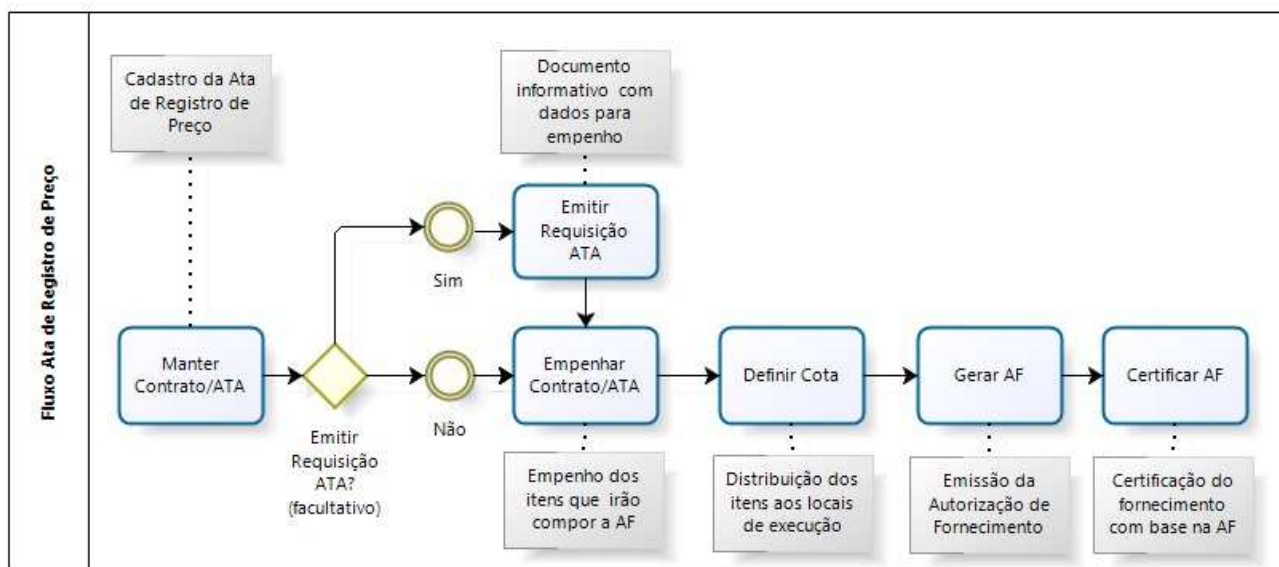 Fluxo Ata de Registro de Preço
Cadastro da Ata
de Registro de
Preço
Documento
informativo com
dados para
empenho
Sim
Emitir
Requisição
ATA
Manter
Contrato/ATA
Emitir
Requisição
ATA?
(facultativo)
Não
Empenhar
Contrato/ATA
Definir Cota
Gerar AF
Certificar AF
Empenho dos
itens que irão
compor a AF
Distribuição dos
itens aos locais
de execução
Emissão da
Autorização de
Fornecimento
Certificação do
fornecimento
com base na AF